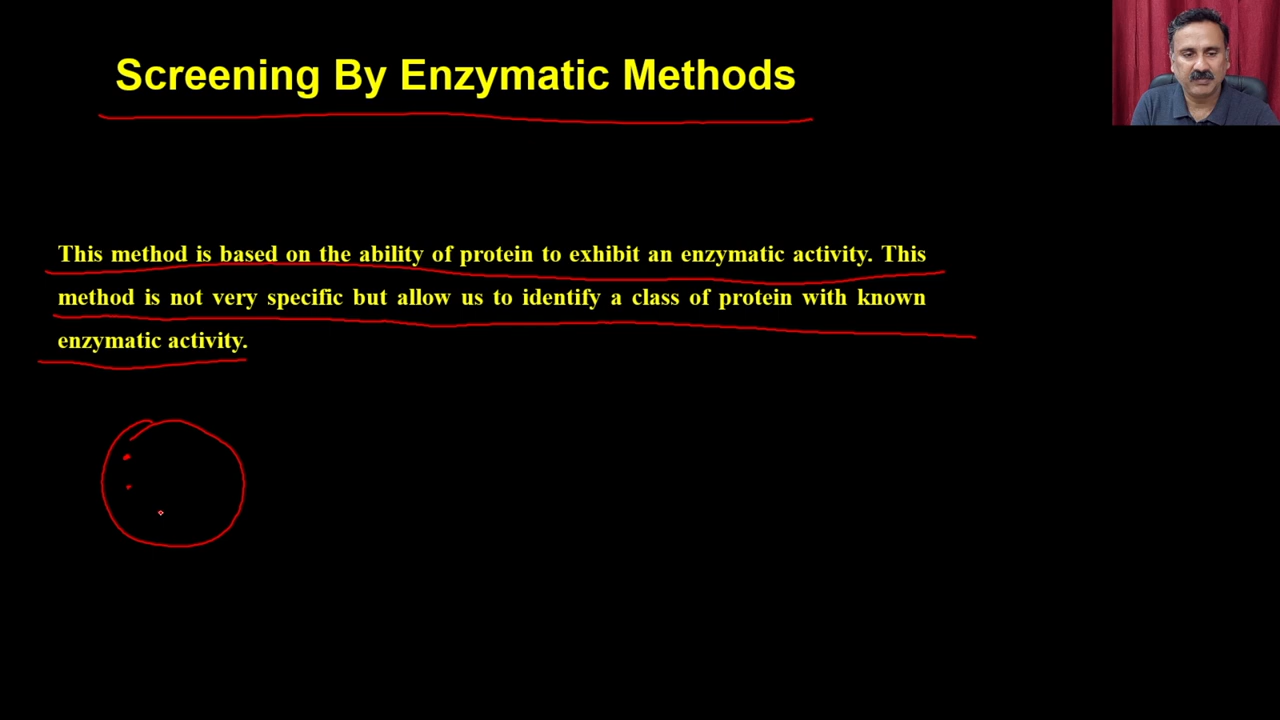 Screening By Enzymatic Methods
This method is based on the ability of protein to exhibit an enzymatic activity. This
method is not very specific but allow us to identify a class of protein with known
enzymatic activity.